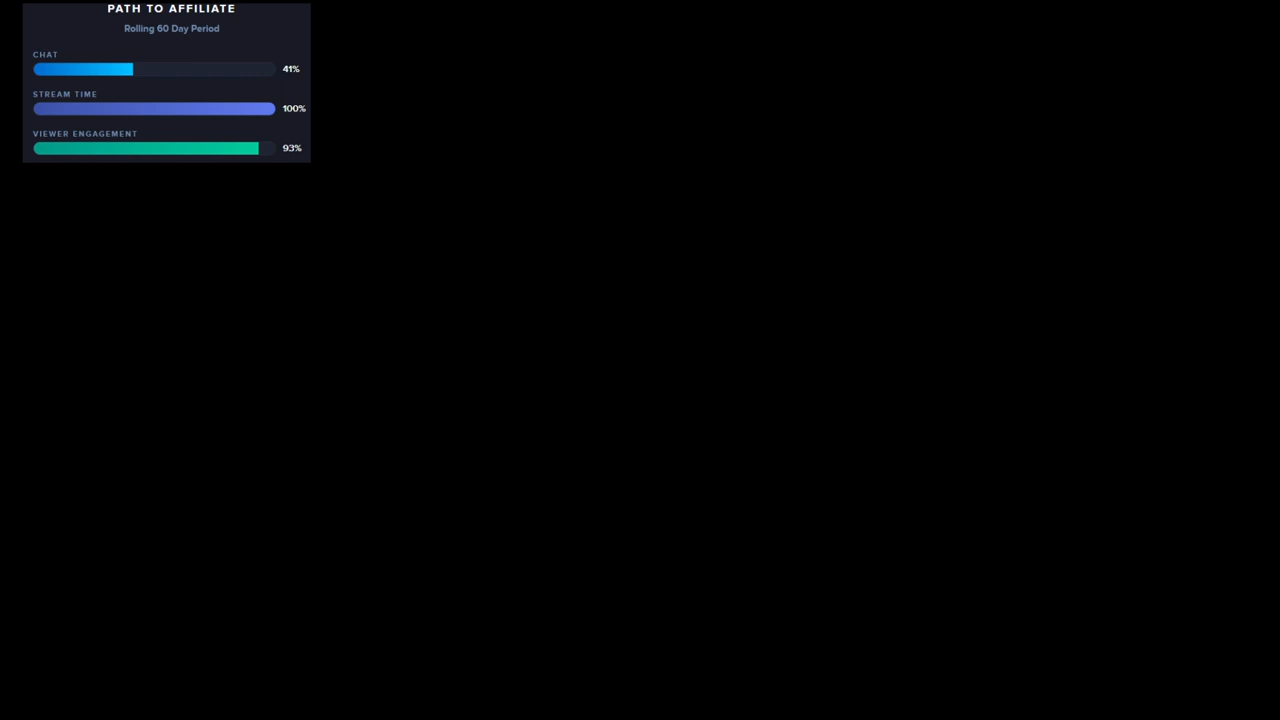 PATH TO AFFILIATE
Rolling 60 Day Period
CHAT
41%
STREAM TIME
100%
VIEWER ENGAGEMENT
93%